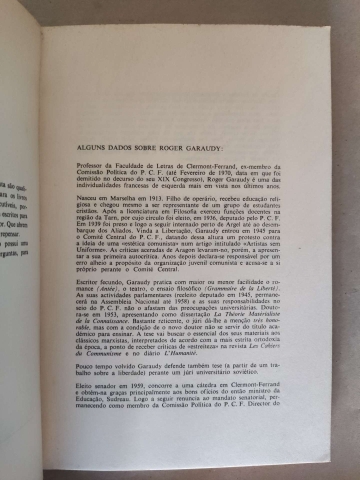 ALGUNS DADOS SOBRE ROGER GARAUDY:
Professor da Faculdade de Letras de Clermont-Ferrand, ex-membro da
Comissão Política do P. C. F. (até Fevereiro de 1970, data em que foi
demitido no decurso do seu XIX Congresso), Roger Garaudy é uma das
individualidades francesas de esquerda mais em vista nos últimos anos.
Nasceu em Marselha em 1913. Filho de operário, recebeu educação reli-
giosa e chegou mesmo a ser representante de um grupo de estudantes
cristãos. Após a licenciatura em Filosofia exerceu funções docentes na
região da Tarn, por cujo círculo foi eleito, em 1936, deputado pelo P. C. F.
Em 1939 foi preso e a seguir internado perto de Argel até ao desem-
barque dos Aliados. Vindo a Libertação, Garaudy entrou em 1945 para
o Comité Central do P. C. F., datando dessa altura um protesto contra
a ideia de uma «estética comunista» num artigo intitulado «Artistas sem
Uniforme». As críticas aceradas de Aragon levaram-no, porém, a apresen-
tar a sua primeira autocrítica. Anos depois declara-se responsável por um
erro alheio a propósito da organização juvenil comunista e acusa-se a si
próprio perante o Comité Central.
Escritor fecundo, Garaudy pratica com maior ou menor facilidade o ro-
mance (Antée), o teatro, o ensaio filosófico (Grammaire de la Liberté).
As suas actividades parlamentares (reeleito deputado em 1945, permane-
cerá na Assembleia Nacional até 1958) e as suas responsabilidades no
seio do P. C. F. não o afastam das preocupações universitárias. Doutora-
ra-se em 1953, apresentando como dissertação La Théorie Matérialiste
de la Connaissance. Bastante reticente, o júri dá-lhe a menção très hono-
rable, mas com a condição de o novo doutor não se servir do título aca-
démico para ensinar. A tese ia buscar os seus materiais aos
clássicos marxistas, interpretados de acordo com a mais estrita ortodoxia
da época, a ponto de receber críticas de «estreiteza» na revista Les Cahiers
du Communisme e no diário L'Humanité.
Pouco tempo volvido Garaudy defende também tese (a partir de um tra-
balho sobre a liberdade) perante um júri universitário soviético.
Eleito senador em 1959, concorre a uma cátedra em Clermont-Ferrand
e obtém-na graças principalmente aos bons ofícios do então ministro da
Educação, Sudreau. Logo a seguir renuncia ao mandato senatorial, per-
manecendo como membro da Comissão Política do P. C. F. Director do